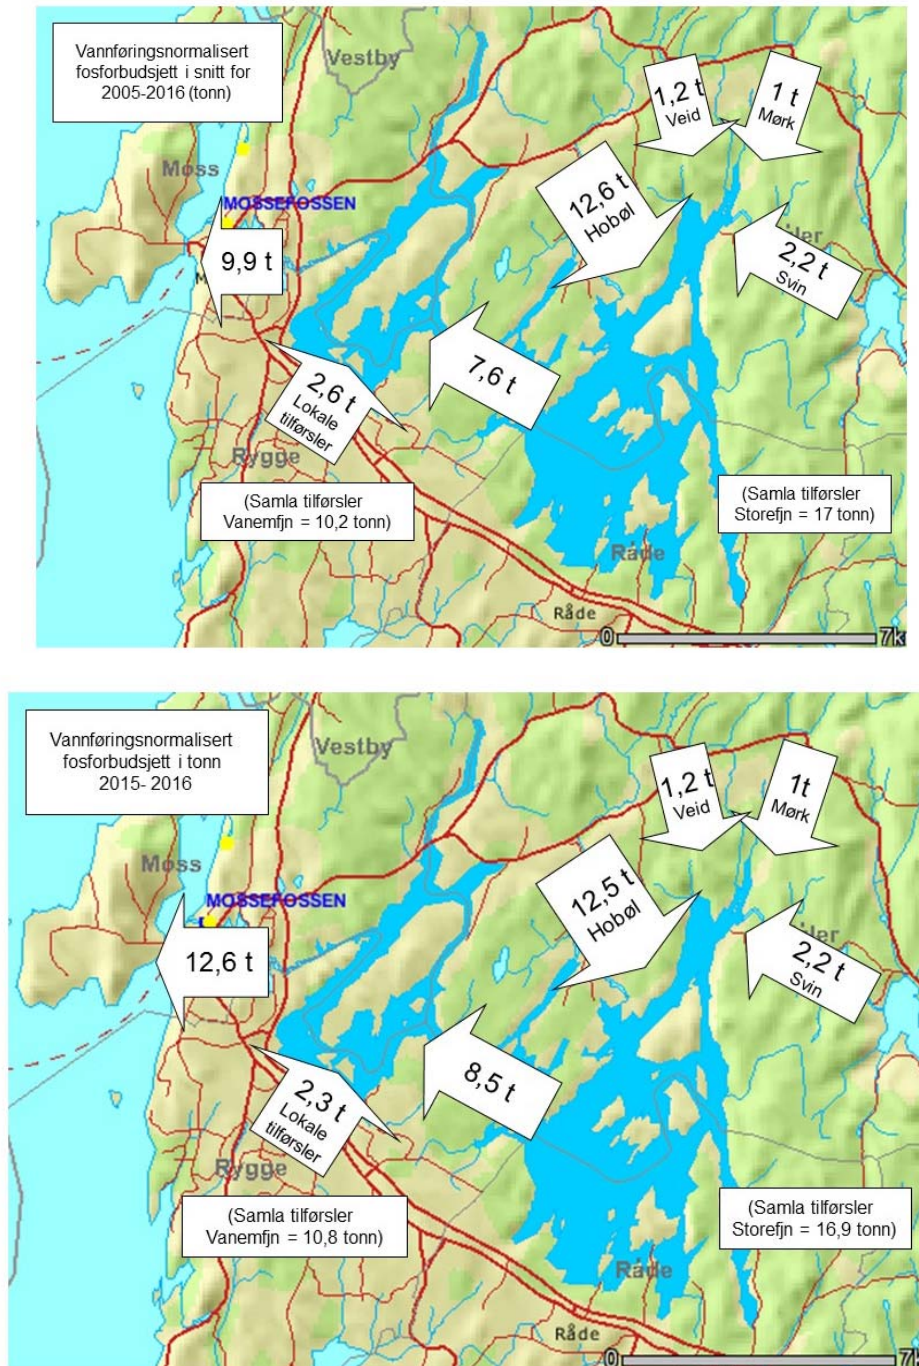 Vannføringsnormalisert
fosforbudsjett i snitt for
2005-2016 (tonn)
Vestby
1,2 t
Veid
1 t
Mørk
Moss
MOSSEFOSSEN
12,6 t
Hobøl
2,2 t
Svin
9,9 t
7,6 t
2,6 t
Lokale
tilførsler
Rygge
(Samla tilførsler
Vanemfjn = 10,2 tonn)
(Samla tilførsler
Storefjn = 17 tonn)
Råde
Råde
0
7k
Vannføringsnormalisert
fosforbudsjett i tonn
2015- 2016
Vestby
1,2 t
Veid
1t
Mørk
Moss
MOSSEFOSSEN
12,5 t
Hobøl
2,2 t
Svin
12,6 t
8,5 t
2,3 t
Lokale
tilførsler
Rygge
(Samla tilførsler
Vanemfjn = 10,8 tonn)
(Samla tilførsler
Storefjn = 16,9 tonn)
Råde
Råde
0